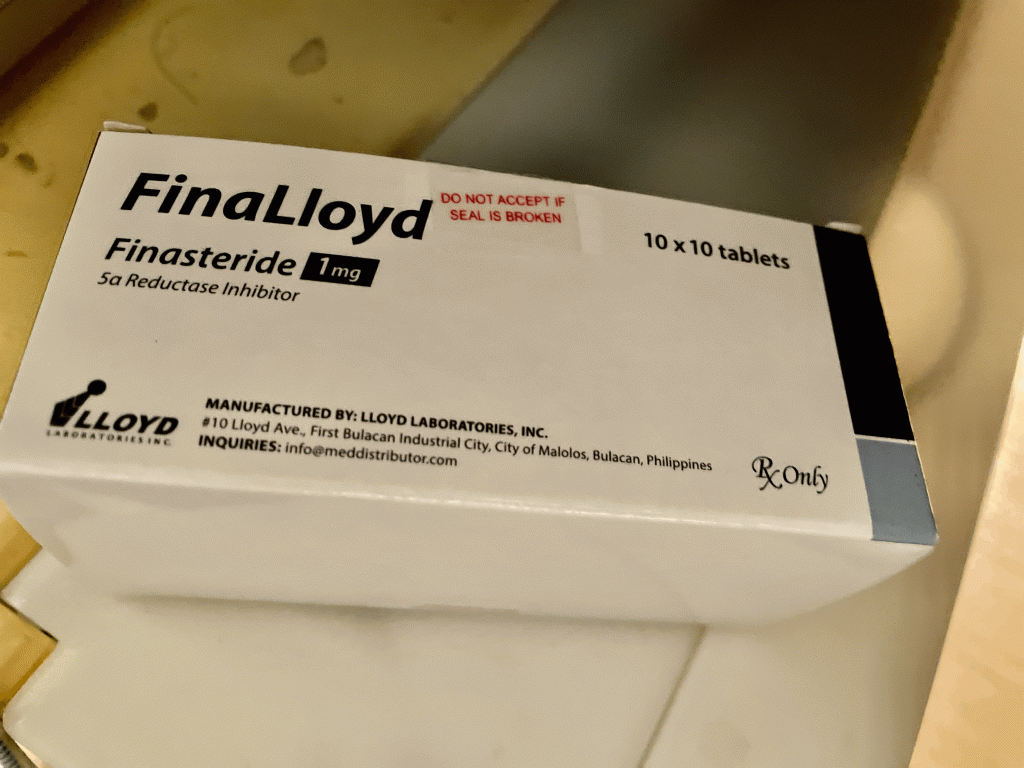 FinaLloyd
DO NOT ACCEPT IF
SEAL IS BROKEN
10 x 10 tablets
Finasteride 1mg
5α Reductase Inhibitor
LLOYD
LABORATORIES INC.
MANUFACTURED BY: LLOYD LABORATORIES, INC.
#10 Lloyd Ave., First Bulacan Industrial City, City of Malolos, Bulacan, Philippines
INQUIRIES: info@meddistributor.com
Rx Only